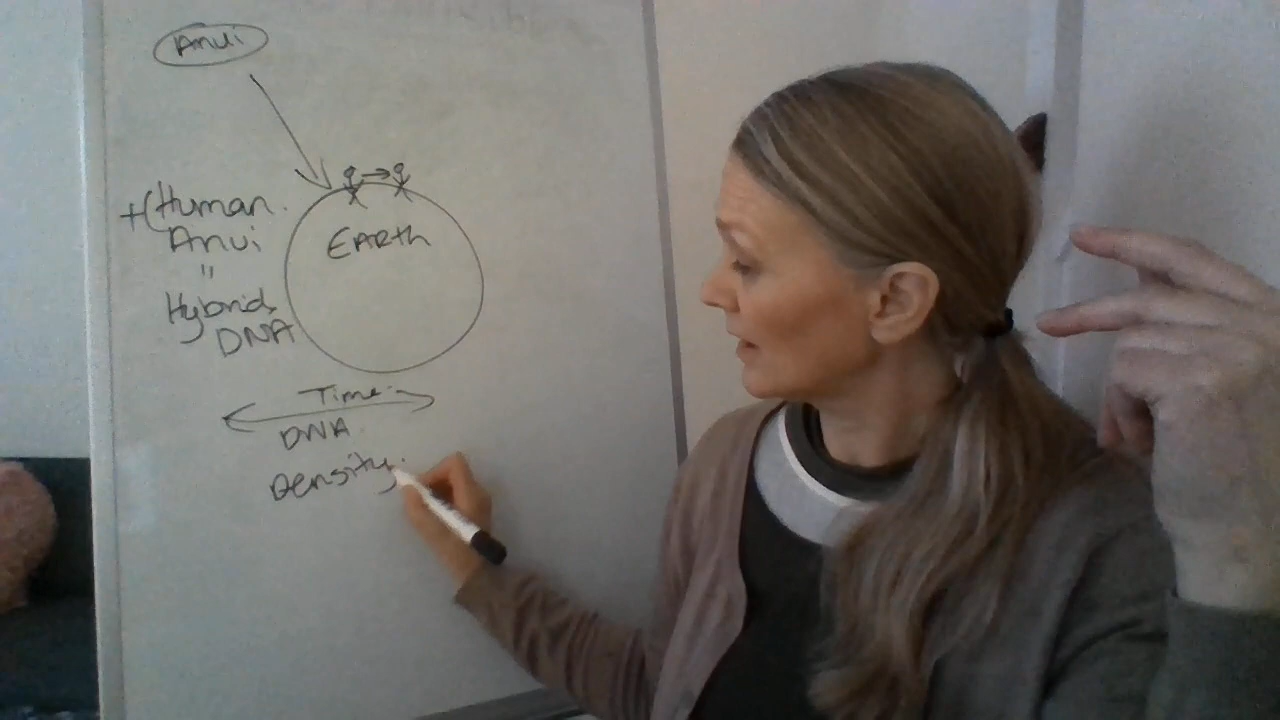 Anui
+(Human.
Anui
"
Hybrid
DNA
EARth
Time
DNA
Density